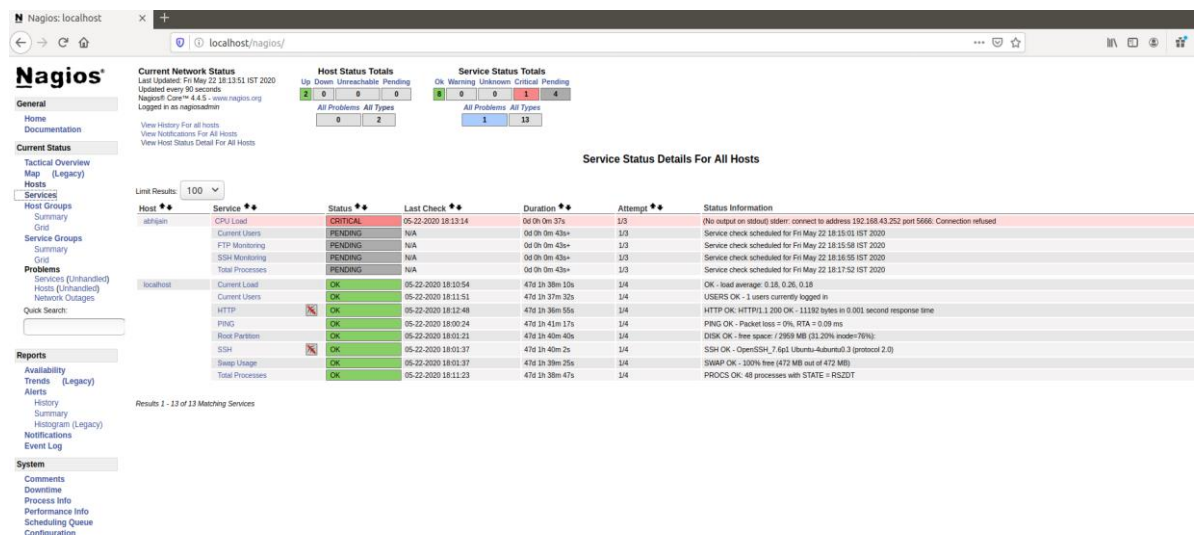 Nagios: localhost
localhost/nagios/
Nagios®
General
Home
Documentation
Current Status
Tactical Overview
Map (Legacy)
Hosts
Services
Host Groups
Summary
Grid
Service Groups
Summary
Grid
Problems
Services (Unhandled)
Hosts (Unhandled)
Network Outages
Quick Search:
Reports
Availability
Trends (Legacy)
Alerts
History
Summary
Histogram (Legacy)
Notifications
Event Log
System
Comments
Downtime
Process Info
Performance Info
Scheduling Queue
Configuration
Current Network Status
Last Updated: Fri May 22 18:13:51 IST 2020
Updated every 90 seconds
Nagios® Core™ 4.4.5 - www.nagios.org
Logged in as nagiosadmin
View History For all hosts
View Notifications For All Hosts
View Host Status Detail For All Hosts
Host Status Totals
Up Down Unreachable Pending
2 0 0 0
All Problems All Types
0 2
Service Status Totals
Ok Warning Unknown Critical Pending
8 0 0 1 4
All Problems All Types
1 13
Service Status Details For All Hosts
Limit Results: 100
Host Service Status Last Check Duration Attempt Status Information
abhijain CPU Load CRITICAL 05-22-2020 18:13:14 0d 0h 0m 37s 1/3 (No output on stdout) stderr: connect to address 192.168.43.252 port 5666: Connection refused
Current Users PENDING N/A 0d 0h 0m 43s+ 1/3 Service check scheduled for Fri May 22 18:15:01 IST 2020
FTP Monitoring PENDING N/A 0d 0h 0m 43s+ 1/3 Service check scheduled for Fri May 22 18:15:58 IST 2020
SSH Monitoring PENDING N/A 0d 0h 0m 43s+ 1/3 Service check scheduled for Fri May 22 18:16:55 IST 2020
Total Processes PENDING N/A 0d 0h 0m 43s+ 1/3 Service check scheduled for Fri May 22 18:17:52 IST 2020
localhost Current Load OK 05-22-2020 18:10:54 47d 1h 38m 10s 1/4 OK - load average: 0.18, 0.26, 0.18
Current Users OK 05-22-2020 18:11:51 47d 1h 37m 32s 1/4 USERS OK - 1 users currently logged in
HTTP OK 05-22-2020 18:12:48 47d 1h 36m 55s 1/4 HTTP OK: HTTP/1.1 200 OK - 11192 bytes in 0.001 second response time
PING OK 05-22-2020 18:00:24 47d 1h 41m 17s 1/4 PING OK - Packet loss = 0%, RTA = 0.09 ms
Root Partition OK 05-22-2020 18:01:21 47d 1h 40m 40s 1/4 DISK OK - free space: / 2959 MB (31.20% inode=76%):
SSH OK 05-22-2020 18:01:37 47d 1h 40m 2s 1/4 SSH OK - OpenSSH_7.6p1 Ubuntu-4ubuntu0.3 (protocol 2.0)
Swap Usage OK 05-22-2020 18:01:37 47d 1h 39m 25s 1/4 SWAP OK - 100% free (472 MB out of 472 MB)
Total Processes OK 05-22-2020 18:11:23 47d 1h 38m 47s 1/4 PROCS OK: 48 processes with STATE = RSZDT
Results 1 - 13 of 13 Matching Services